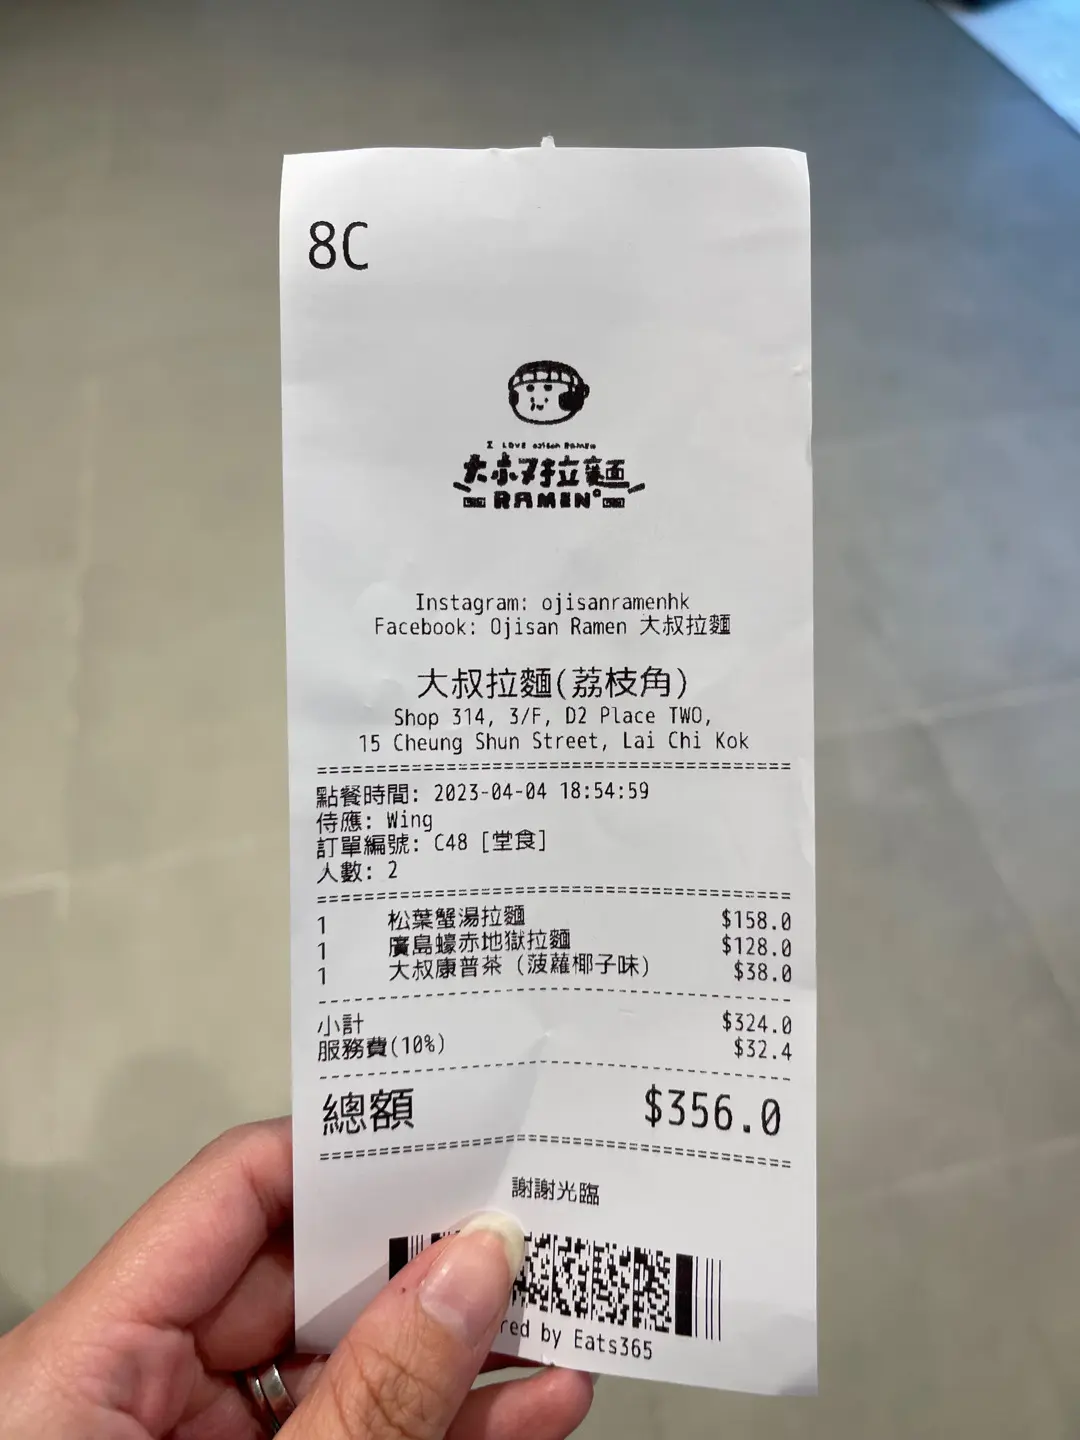 8C
I LOVE OJISAN RAMEN
大叔拉麵
RAMEN
Instagram: ojisanramenhk
Facebook: Ojisan Ramen 大叔拉麵
大叔拉麵(荔枝角)
Shop 314, 3/F, D2 Place TWO,
15 Cheung Shun Street, Lai Chi Kok
點餐時間: 2023-04-04 18:54:59
侍應: Wing
訂單編號: C48 [堂食]
人數: 2
1 松葉蟹湯拉麵 $158.0
1 廣島蠔赤地獄拉麵 $128.0
1 大叔康普茶 (菠蘿椰子味) $38.0
小計 $324.0
服務費(10%) $32.4
總額 $356.0
謝謝光臨
red by Eats365